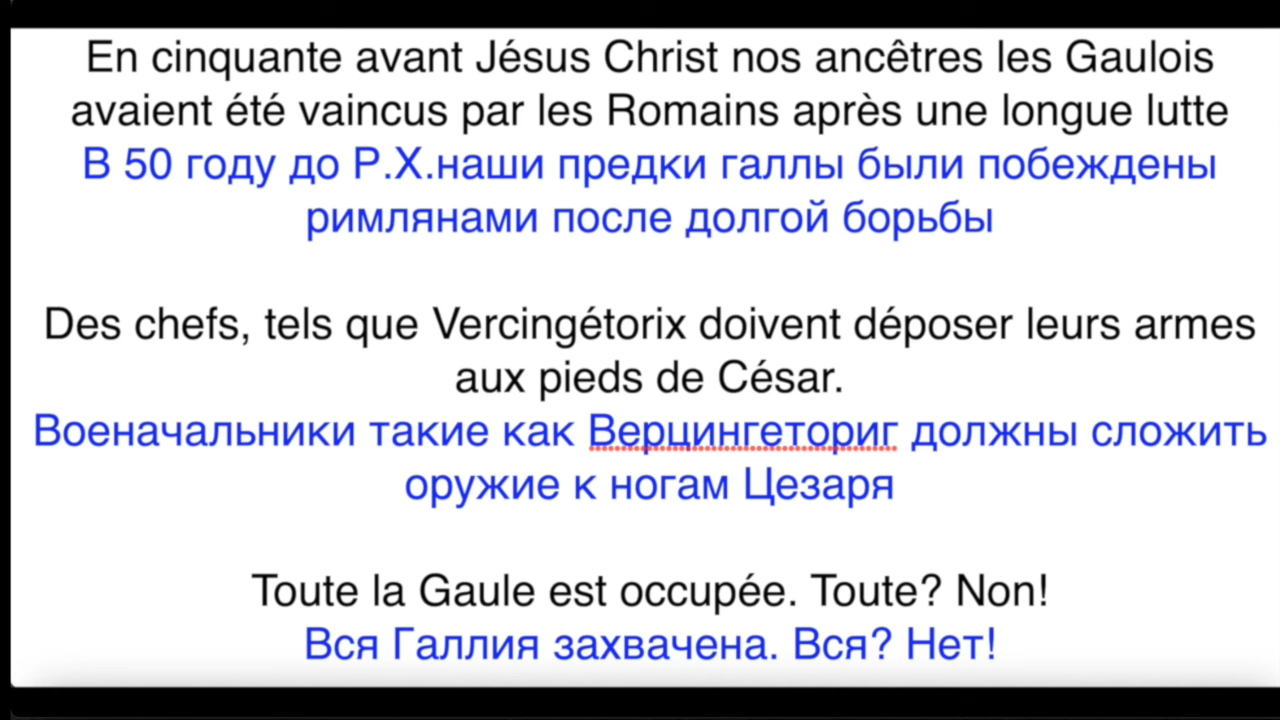 En cinquante avant Jésus Christ nos ancêtres les Gaulois
avaient été vaincus par les Romains après une longue lutte
В 50 году до Р.Х.наши предки галлы были побеждены
римлянами после долгой борьбы
Des chefs, tels que Vercingétorix doivent déposer leurs armes
aux pieds de César.
Военачальники такие как Верцингеториг должны сложить
оружие к ногам Цезаря
Toute la Gaule est occupée. Toute? Non!
Вся Галлия захвачена. Вся? Нет!